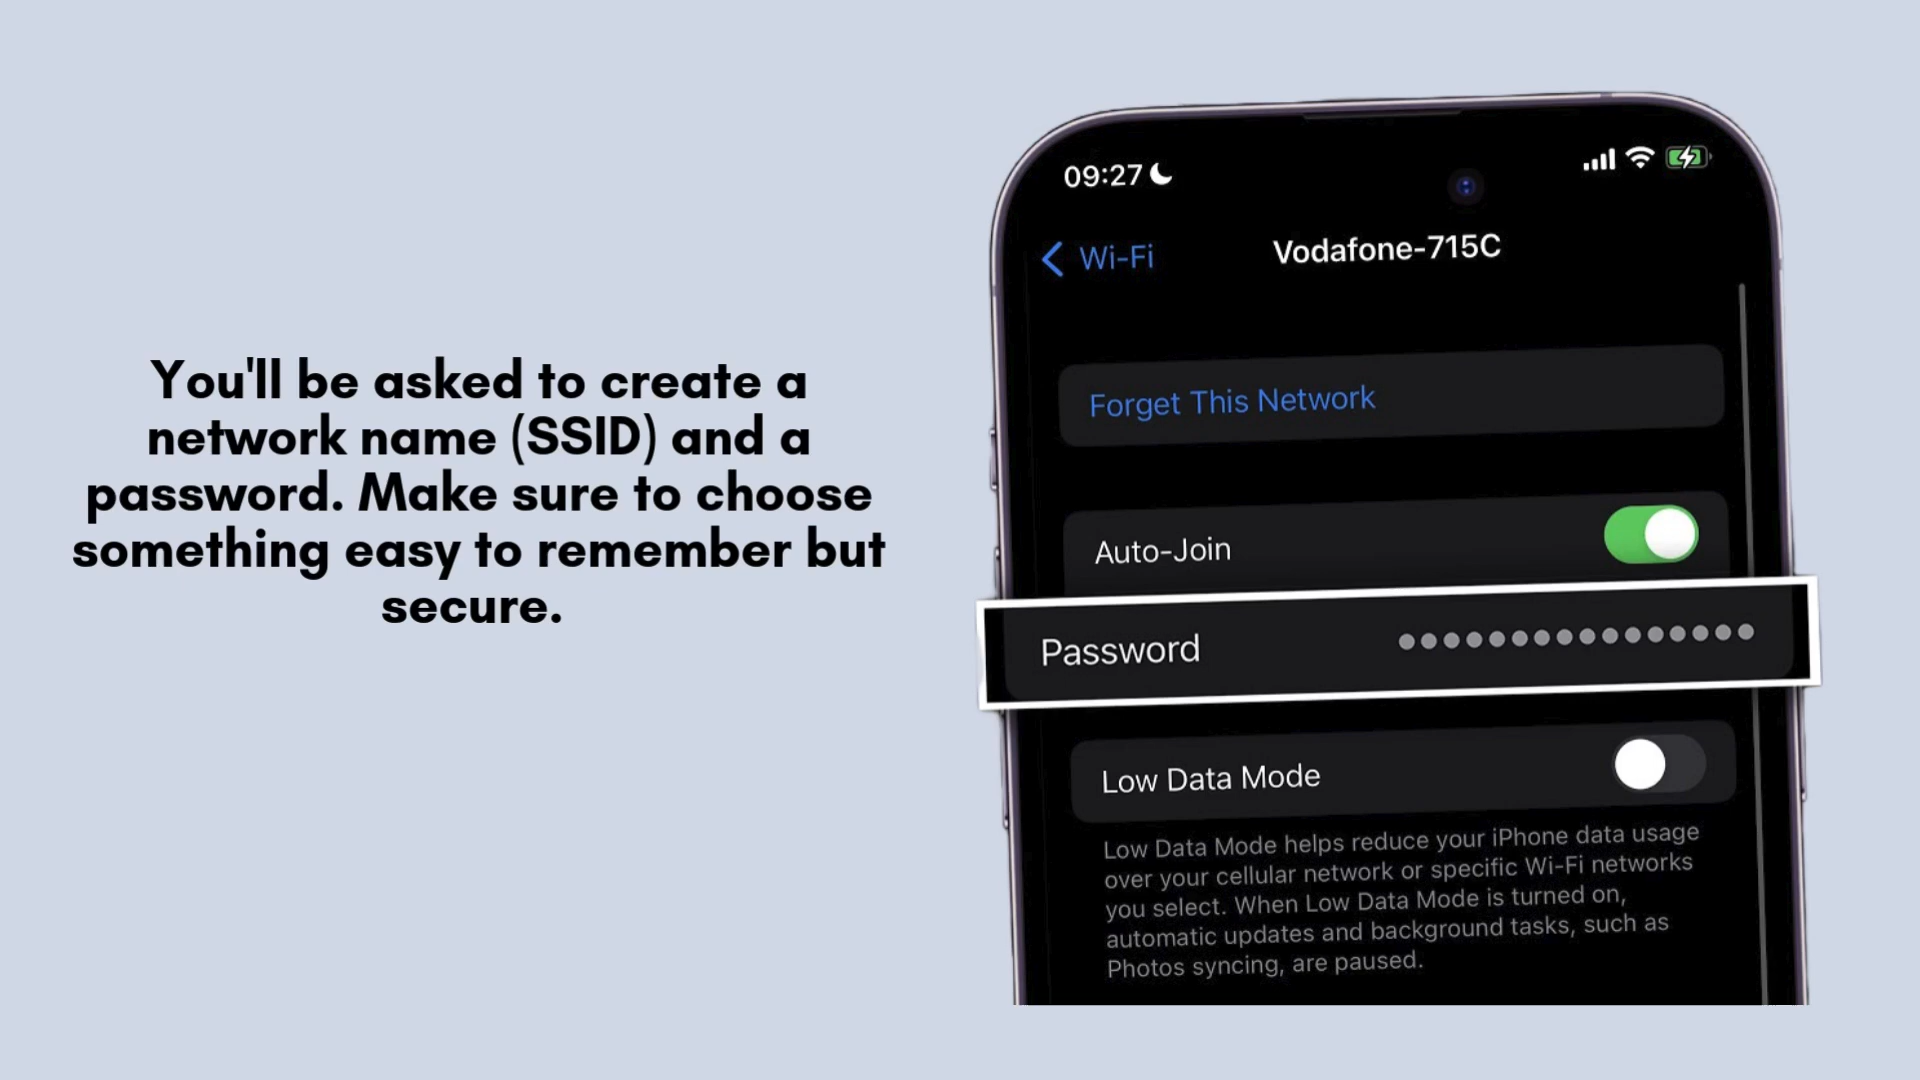 You'll be asked to create a
network name (SSID) and a
password. Make sure to choose
something easy to remember but
secure.
09:27
Wi-Fi
Vodafone-715C
Forget This Network
Auto-Join
Password
Low Data Mode
Low Data Mode helps reduce your iPhone data usage
over your cellular network or specific Wi-Fi networks
you select. When Low Data Mode is turned on,
automatic updates and background tasks, such as
Photos syncing, are paused.